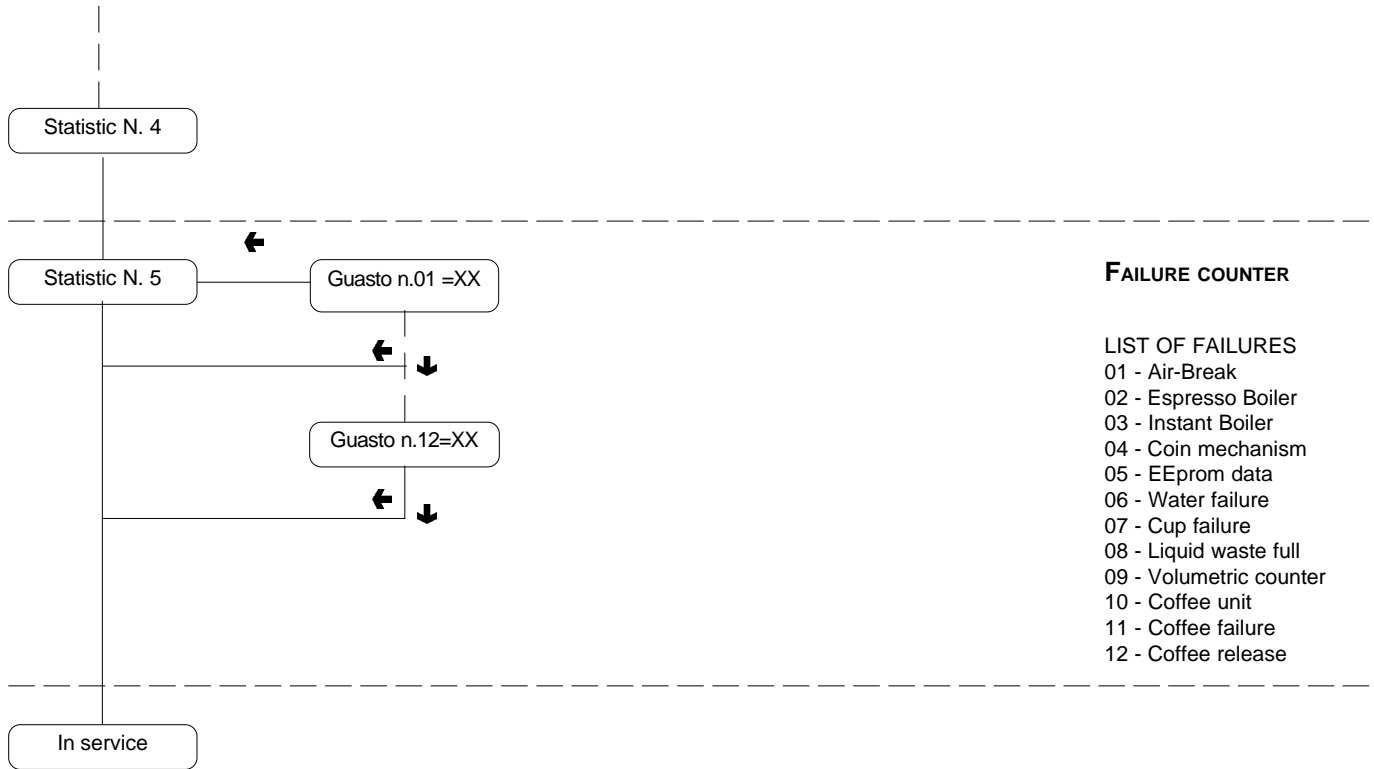 Statistic N. 4
Statistic N. 5
Guasto n.01 =XX
Guasto n.12=XX
In service
FAILURE COUNTER
LIST OF FAILURES
01 - Air-Break
02 - Espresso Boiler
03 - Instant Boiler
04 - Coin mechanism
05 - EEprom data
06 - Water failure
07 - Cup failure
08 - Liquid waste full
09 - Volumetric counter
10 - Coffee unit
11 - Coffee failure
12 - Coffee release